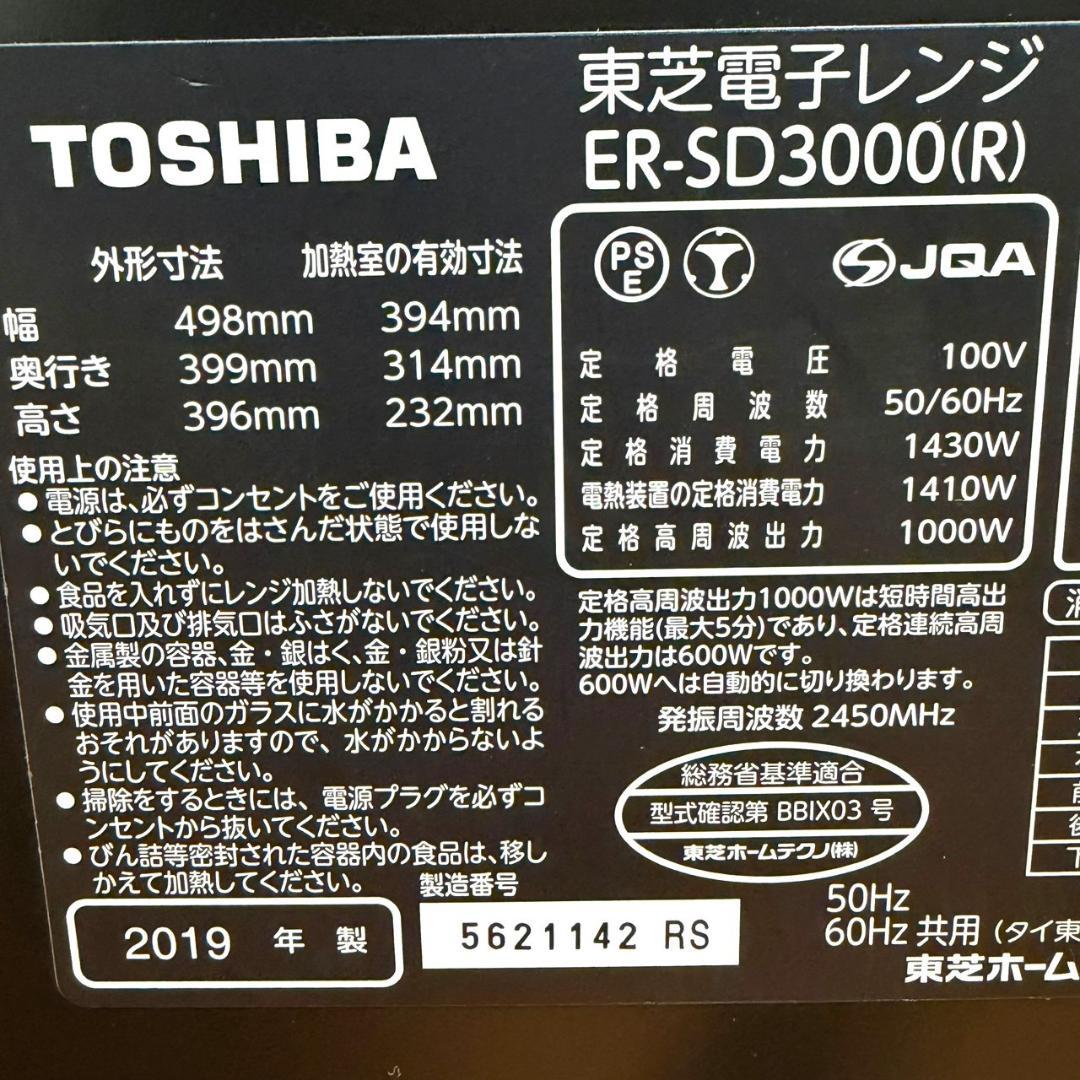 TOSHIBA
東芝電子レンジ
ER-SD3000(R)
外形寸法 加熱室の有効寸法
幅 498mm 394mm
奥行き 399mm 314mm
高さ 396mm 232mm
使用上の注意
●電源は、必ずコンセントをご使用ください。
●とびらにものをはさんだ状態で使用しな
いでください。
●食品を入れずにレンジ加熱しないでください。
●吸気口及び排気口はふさがないでください。
●金属製の容器、金・銀はく、金・銀粉又は針
金を用いた容器等を使用しないでください。
●使用中前面のガラスに水がかかると割れる
おそれがありますので、水がかからないよ
うにしてください。
●掃除をするときには、電源プラグを必ずコ
ンセントから抜いてください。
●びん詰等密封された容器内の食品は、移し
かえて加熱してください。
製造番号
2019 年 製
5621142 RS
PS
E
JQA
定格電圧 100V
定格周波数 50/60Hz
定格消費電力 1430W
電熱装置の定格消費電力 1410W
定格高周波出力 1000W
定格高周波出力1000Wは短時間高出
力機能(最大5分)であり、定格連続高周
波出力は600Wです。
600Wへは自動的に切り換わります。
発振周波数 2450MHz
総務省基準適合
型式確認第 BBIX03 号
東芝ホームテクノ(株)
50Hz
60Hz 共用 (タイ東
東芝ホーム